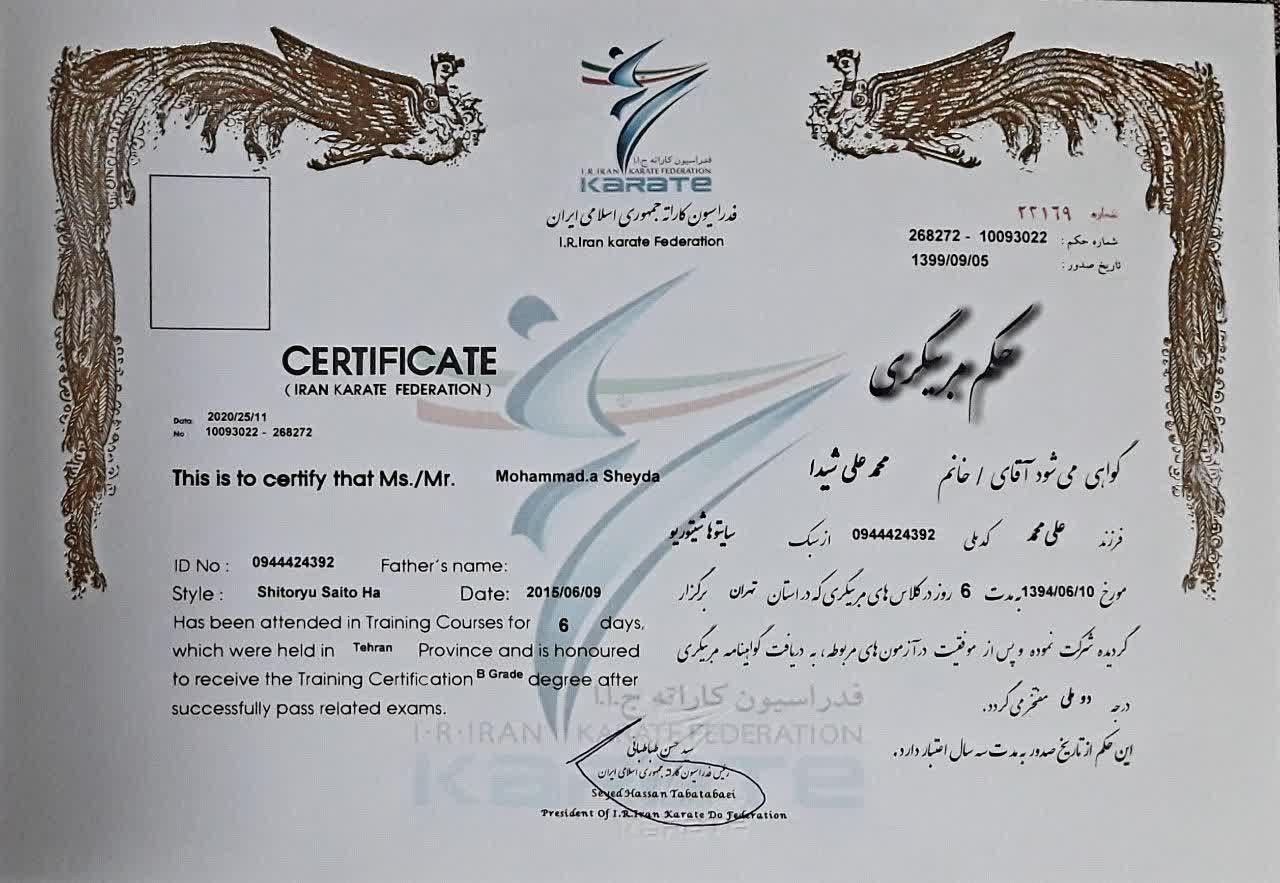 فدراسیون کاراته ج.ا.ا
I.R.IRAN KARATE FEDERATION
KARATE
فدراسیون کاراته جمهوری اسلامی ایران
I.R.Iran karate Federation
شماره ۲۲۱۶۹
شماره حکم : 10093022 - 268272
تاریخ صدور : 1399/09/05
حکم مربیگری
گواهی می شود آقای / خانم محمد علی شیدا
فرزند علی محمد کد ملی 0944424392 از سبک سایتوها شیتوریو
مورخ 1394/06/10 به مدت 6 روز در کلاس های مربیگری که در استان تهران برگزار
گردیده شرکت نموده و پس از موفقیت در آزمون های مربوطه، به دریافت گواهینامه مربیگری
درجه دو ملی مفتخر می گردد.
این حکم از تاریخ صدور به مدت سه سال اعتبار دارد.
CERTIFICATE
( IRAN KARATE FEDERATION )
Date: 2020/25/11
No 10093022 - 268272
This is to certify that Ms./Mr. Mohammad.a Sheyda
ID No : 0944424392 Father's name:
Style : Shitoryu Saito Ha Date: 2015/06/09
Has been attended in Training Courses for 6 days,
which were held in Tehran Province and is honoured
to receive the Training Certification B Grade degree after
successfully pass related exams.
فدراسیون کاراته ج.ا.ا
I.R.IRAN KARATE FEDERATION
KARATE
سید حسن طباطبائی
رئیس فدراسیون کاراته جمهوری اسلامی ایران
Seyed Hassan Tabatabaei
President Of I.R.Iran Karate Do Federation